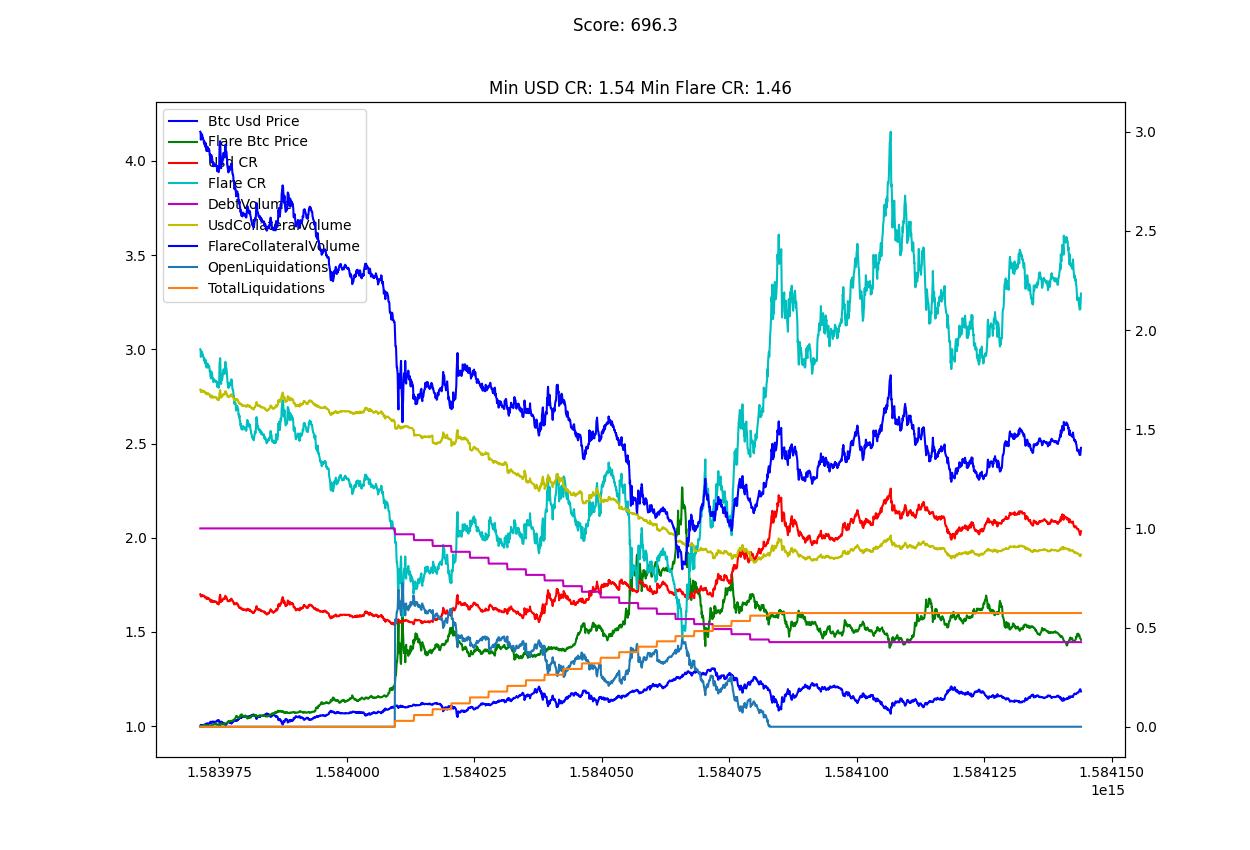 Score: 696.3
Min USD CR: 1.54 Min Flare CR: 1.46
Btc Usd Price
Flare Btc Price
Usd CR
Flare CR
DebtVolume
UsdCollateralVolume
FlareCollateralVolume
OpenLiquidations
TotalLiquidations
4.0
3.5
3.0
2.5
2.0
1.5
1.0
3.0
2.5
2.0
1.5
1.0
0.5
0.0
1.583975 1.584000 1.584025 1.584050 1.584075 1.584100 1.584125 1.584150
1e15